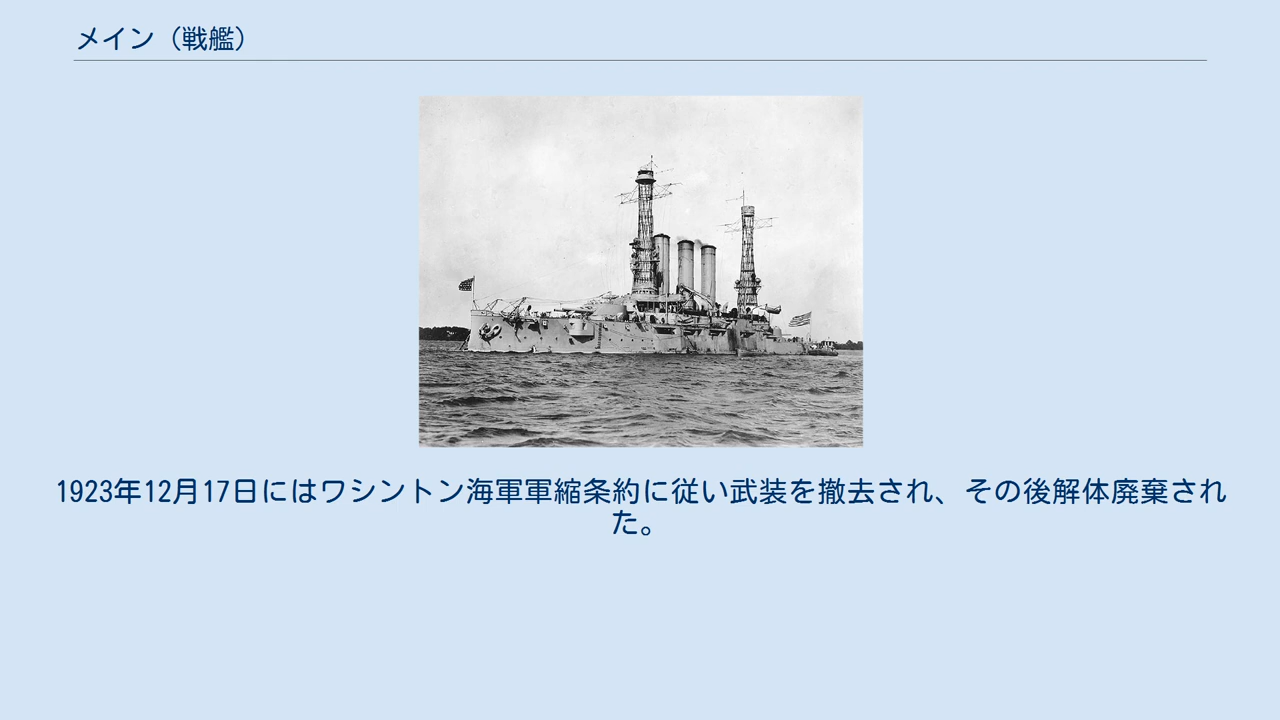 メイン（戦艦）
1923年12月17日にはワシントン海軍軍縮条約に従い武装を撤去され、その後解体廃棄され
た。